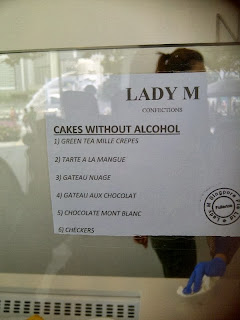 LADY M
CONFECTIONS
CAKES WITHOUT ALCOHOL
1) GREEN TEA MILLE CREPES
2) TARTE A LA MANGUE
3) GATEAU NUAGE
4) GATEAU AUX CHOCOLAT
5) CHOCOLATE MONT BLANC
6) CHECKERS